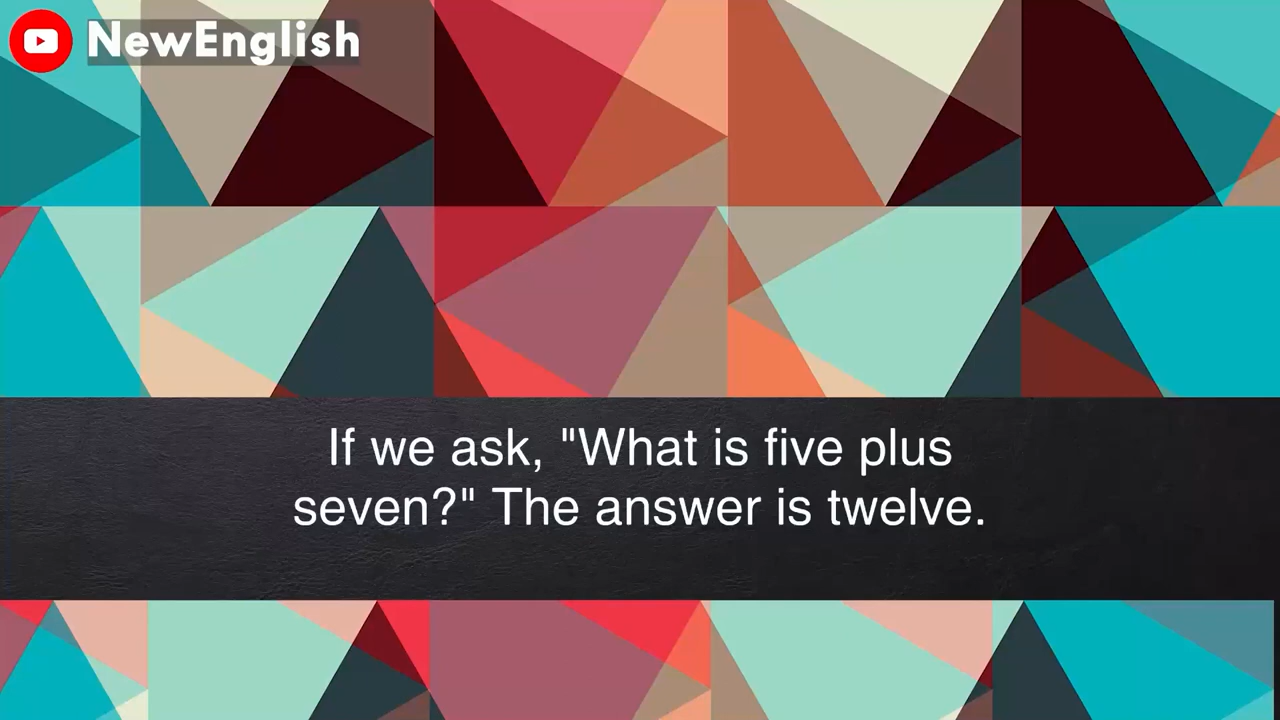 NewEnglish
If we ask, "What is five plus
seven?" The answer is twelve.